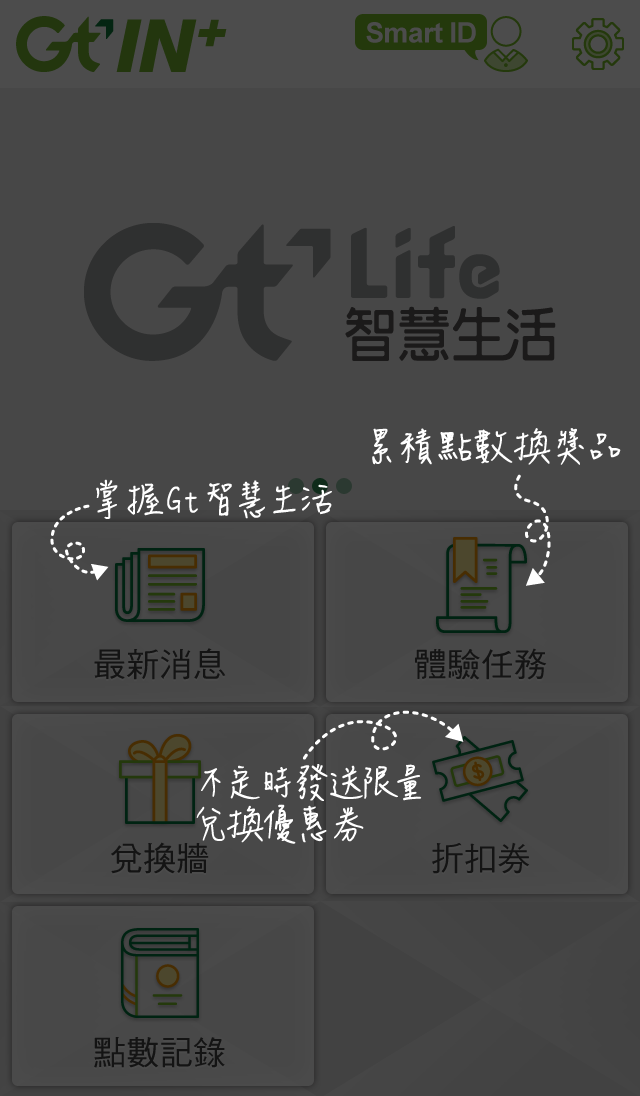 Gt IN+
Smart ID
Gt Life
智慧生活
累積點數換獎品
掌握Gt智慧生活
最新消息
體驗任務
不定時發送限量
兌換優惠券
兌換牆
折扣券
點數記錄